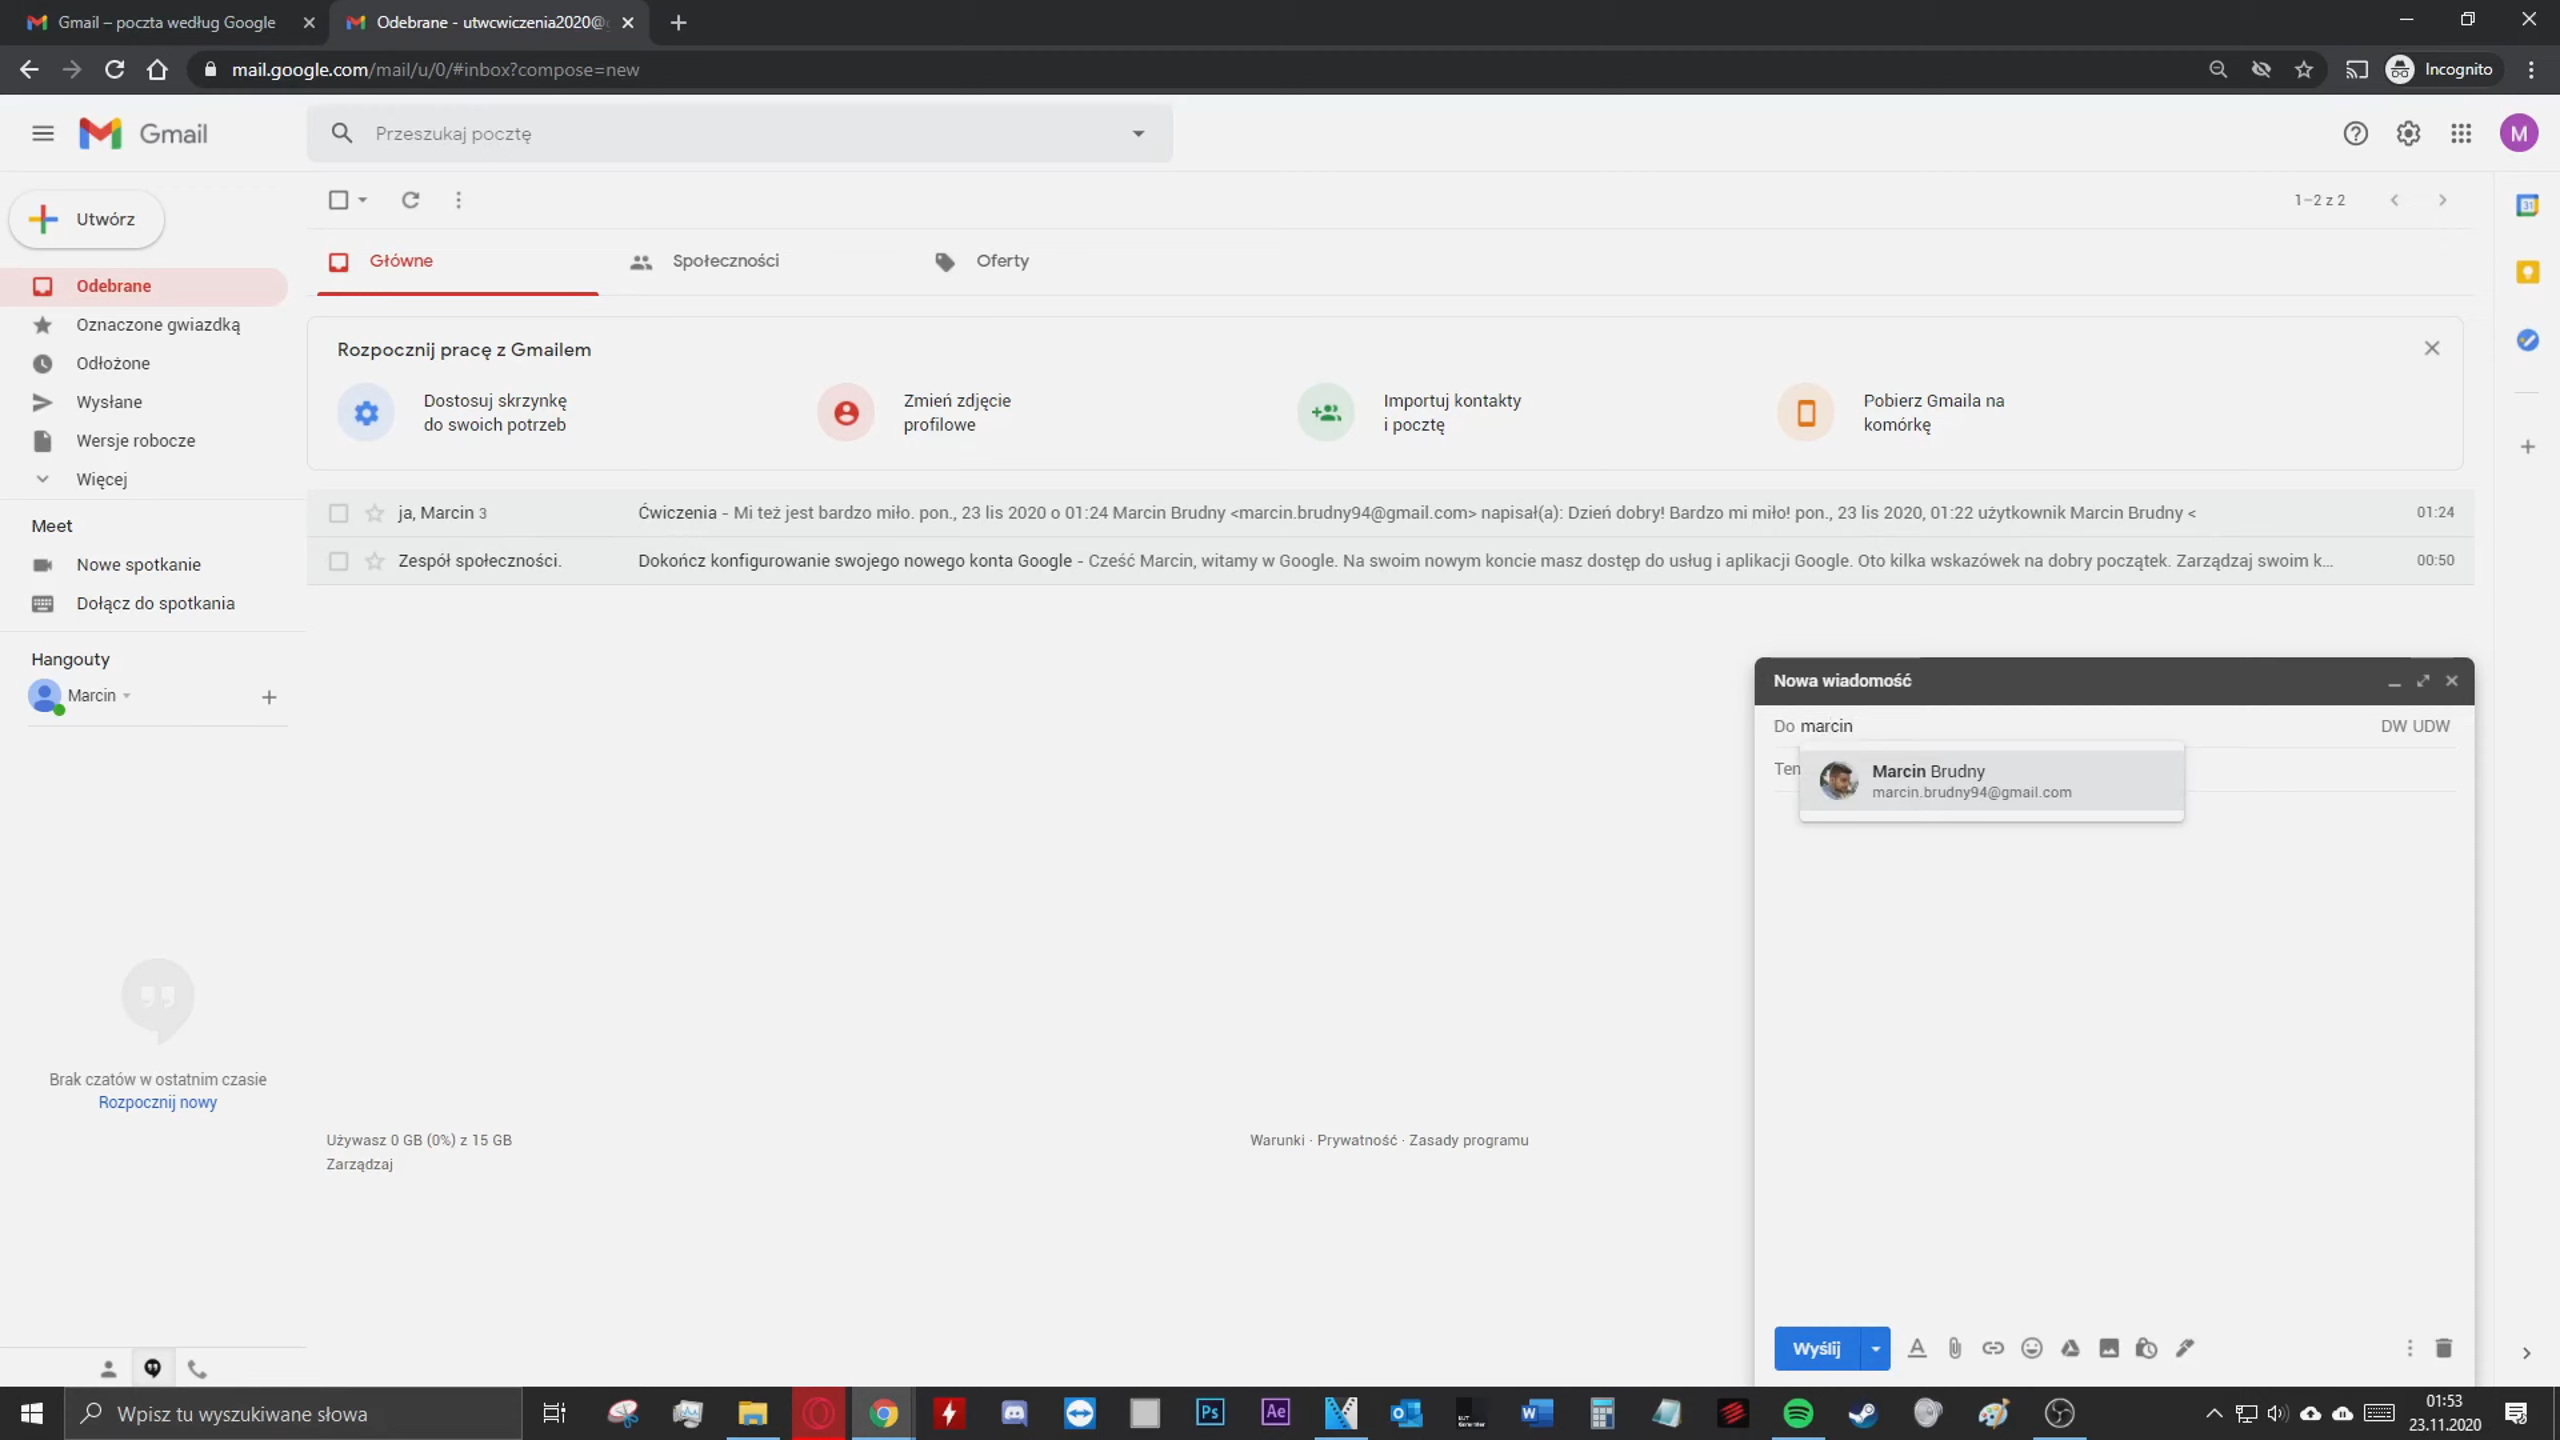 Gmail – poczta według Google
Odebrane - utwcwiczenia2020@
mail.google.com/mail/u/0/#inbox?compose=new
Incognito
Gmail
Przeszukaj pocztę
M
Utwórz
1–2 z 2
31
Główne
Społeczności
Oferty
Odebrane
Oznaczone gwiazdką
Odłożone
Wysłane
Wersje robocze
Więcej
Rozpocznij pracę z Gmailem
Dostosuj skrzynkę
do swoich potrzeb
Zmień zdjęcie
profilowe
Importuj kontakty
i pocztę
Pobierz Gmaila na
komórkę
ja, Marcin 3
Ćwiczenia - Mi też jest bardzo miło. pon., 23 lis 2020 o 01:24 Marcin Brudny <marcin.brudny94@gmail.com> napisał(a): Dzień dobry! Bardzo mi miło! pon., 23 lis 2020, 01:22 użytkownik Marcin Brudny <
01:24
Zespół społeczności.
Dokończ konfigurowanie swojego nowego konta Google - Cześć Marcin, witamy w Google. Na swoim nowym koncie masz dostęp do usług i aplikacji Google. Oto kilka wskazówek na dobry początek. Zarządzaj swoim k...
00:50
Meet
Nowe spotkanie
Dołącz do spotkania
Hangouty
Marcin
Brak czatów w ostatnim czasie
Rozpocznij nowy
Używasz 0 GB (0%) z 15 GB
Zarządzaj
Warunki · Prywatność · Zasady programu
Nowa wiadomość
Do marcin
DW UDW
Tem
Marcin Brudny
marcin.brudny94@gmail.com
Wyślij
Wpisz tu wyszukiwane słowa
Ps
Ae
01:53
23.11.2020